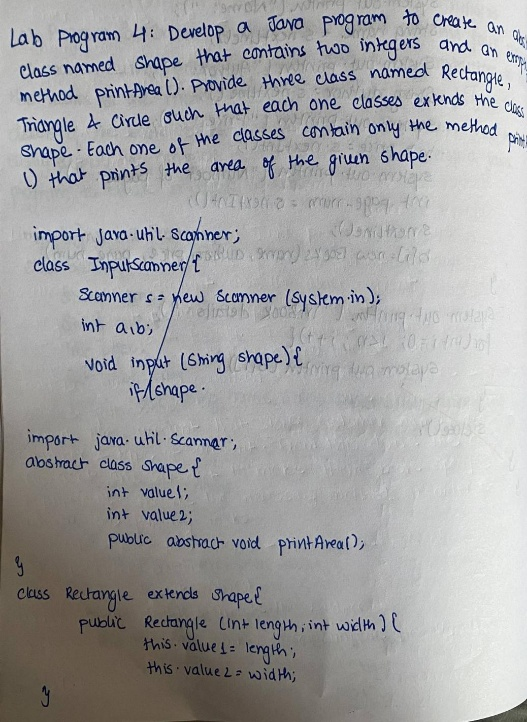 Lab Program 4: Develop a Java program to create an abs
class named shape that contains two integers and an empt
method printArea(). Provide three class named Rectangle,
Triangle & Circle such that each one classes extends the class
Shape. Each one of the classes contain only the method print
() that prints the area of the given shape.
import java.util.Scanner;
class InputScanner {
Scanner s = new Scanner (System.in);
int a,b;
void input (String shape) {
if (shape.
import java.util.Scanner;
abstract class Shape {
int value1;
int value2;
public abstract void printArea();
}
class Rectangle extends Shape {
public Rectangle (int length, int width) {
this.value1 = length;
this.value2 = width;
}